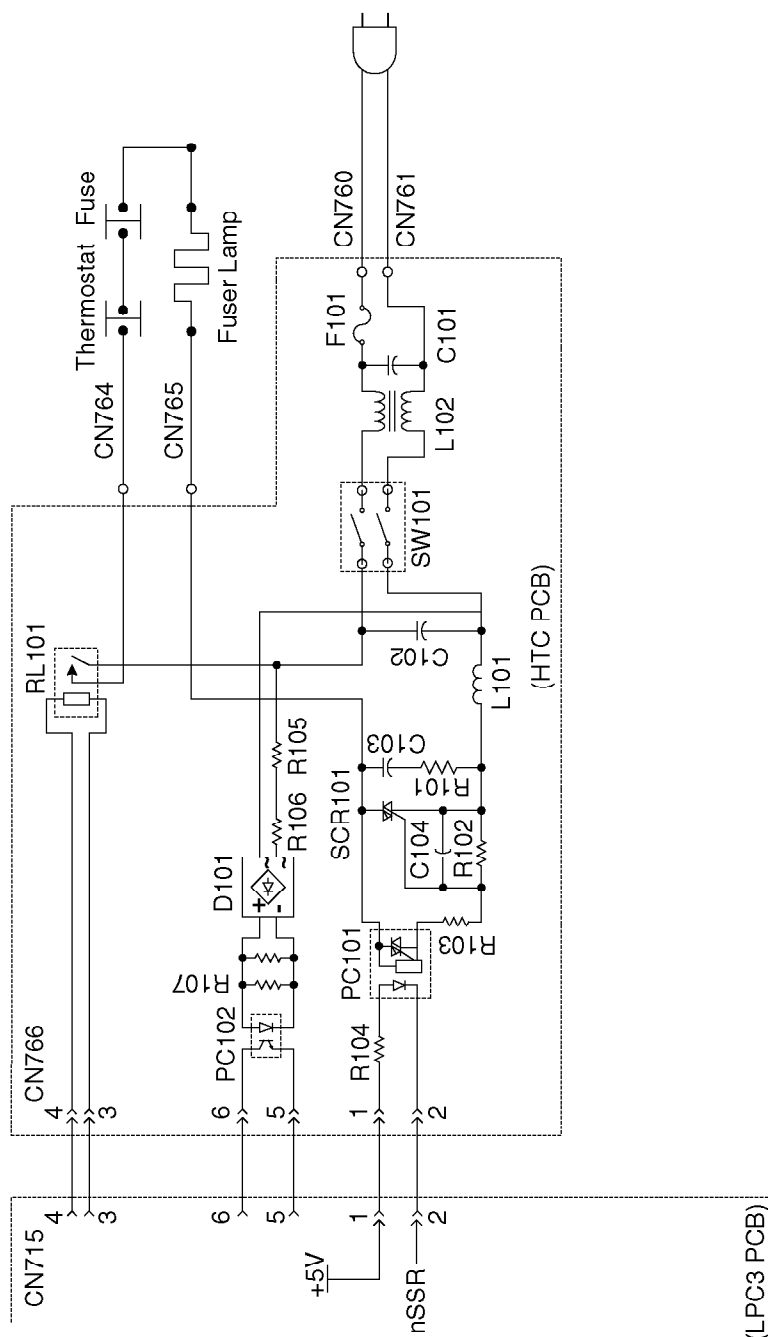 CN760
CN761
Thermostat
Fuse
Fuser Lamp
CN764
CN765
F101
C101
L102
SW101
(HTC PCB)
RL101
C102
L101
R105
R106
C103
R101
SCR101
C104
R102
D101
+
-
~
~
R107
PC102
PC101
R103
R104
CN766
4
3
6
5
1
2
CN715
4
3
6
5
1
2
+5V
nSSR
(LPC3 PCB)